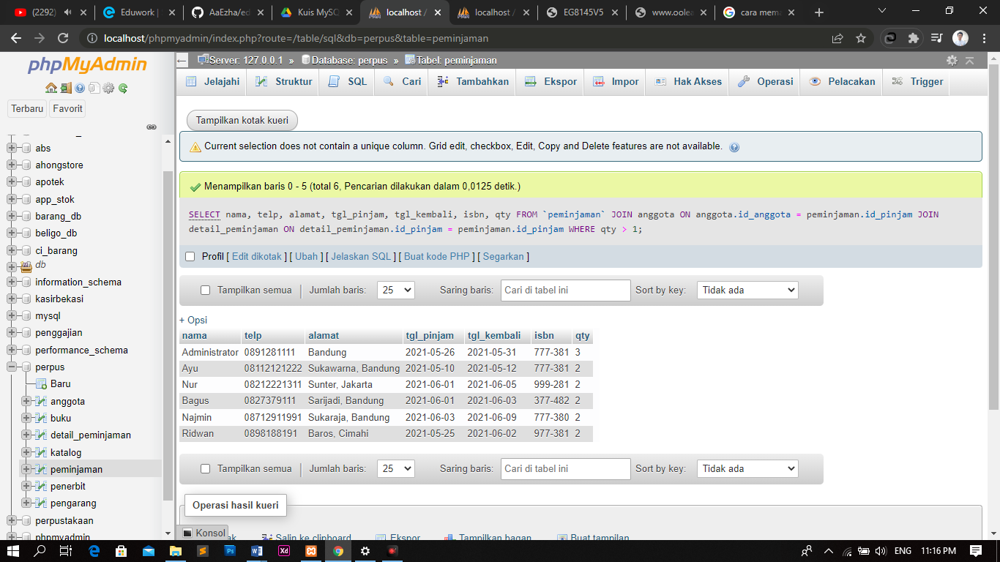 (2292)
Eduwork |
AaEzha/ed
Kuis MySQ
localhost /
localhost /
EG8145V5
www.oolea
cara mema
localhost/phpmyadmin/index.php?route=/table/sql&db=perpus&table=peminjaman
phpMyAdmin
Terbaru Favorit
abs
ahongstore
apotek
app_stok
barang_db
beligo_db
ci_barang
db
information_schema
kasirbekasi
mysql
penggajian
performance_schema
perpus
Baru
anggota
buku
detail_peminjaman
katalog
peminjaman
penerbit
pengarang
perpustakaan
phpmyadmin
Server: 127.0.0.1 » Database: perpus » Tabel: peminjaman
Jelajahi Struktur SQL Cari Tambahkan Ekspor Impor Hak Akses Operasi Pelacakan Trigger
Tampilkan kotak kueri
Current selection does not contain a unique column. Grid edit, checkbox, Edit, Copy and Delete features are not available.
Menampilkan baris 0 - 5 (total 6, Pencarian dilakukan dalam 0,0125 detik.)
SELECT nama, telp, alamat, tgl_pinjam, tgl_kembali, isbn, qty FROM `peminjaman` JOIN anggota ON anggota.id_anggota = peminjaman.id_pinjam JOIN
detail_peminjaman ON detail_peminjaman.id_pinjam = peminjaman.id_pinjam WHERE qty > 1;
Profil [ Edit dikotak ] [ Ubah ] [ Jelaskan SQL ] [ Buat kode PHP ] [ Segarkan ]
Tampilkan semua | Jumlah baris: 25 Saring baris: Cari di tabel ini Sort by key: Tidak ada
+ Opsi
nama telp alamat tgl_pinjam tgl_kembali isbn qty
Administrator 0891281111 Bandung 2021-05-26 2021-05-31 777-381 3
Ayu 08112121222 Sukawarna, Bandung 2021-05-10 2021-05-12 777-381 2
Nur 08212221311 Sunter, Jakarta 2021-06-01 2021-06-05 999-281 2
Bagus 0827379111 Sarijadi, Bandung 2021-06-01 2021-06-03 377-482 2
Najmin 08712911991 Sukaraja, Bandung 2021-06-03 2021-06-09 777-380 2
Ridwan 0898188191 Baros, Cimahi 2021-05-25 2021-06-02 977-381 2
Tampilkan semua | Jumlah baris: 25 Saring baris: Cari di tabel ini Sort by key: Tidak ada
Operasi hasil kueri
Konsol
Salin ke clipboard Ekspor Tampilkan bagan Buat tampilan
ENG 11:16 PM